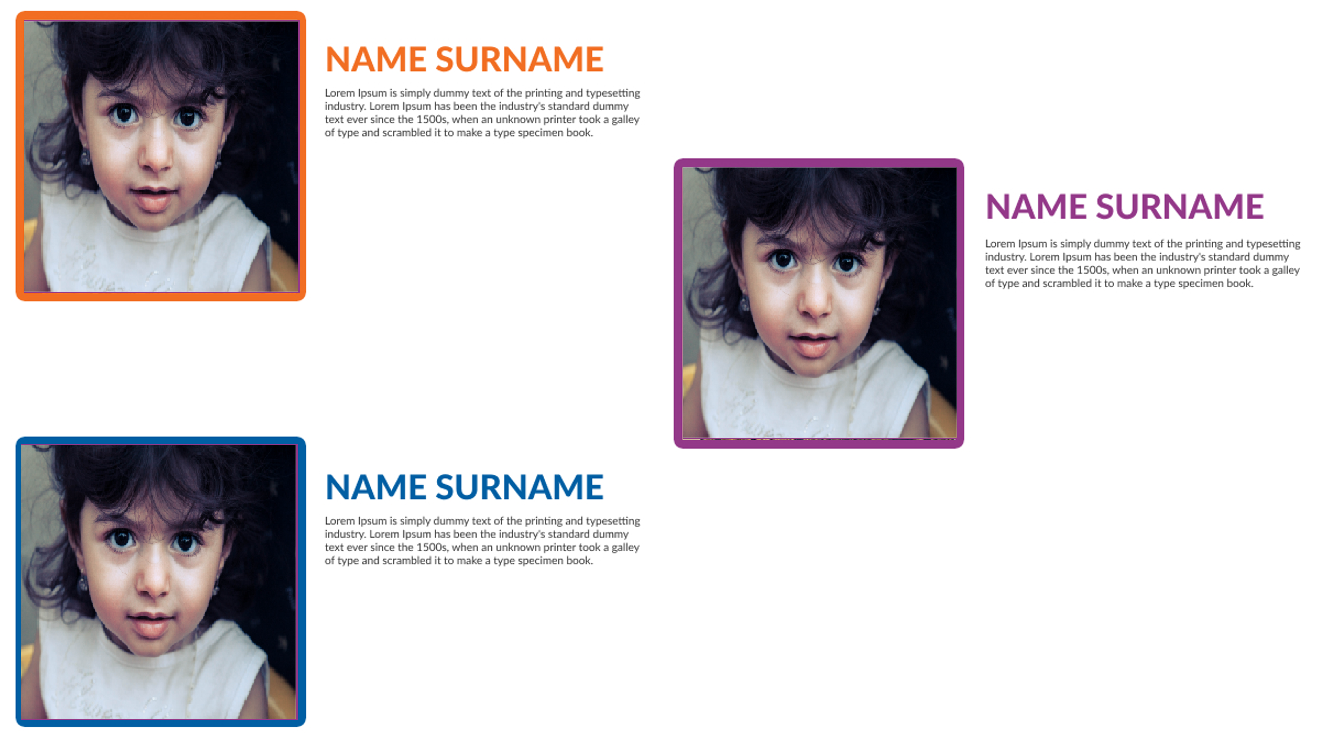 NAME SURNAME
Lorem Ipsum is simply dummy text of the printing and typesetting
industry. Lorem Ipsum has been the industry's standard dummy
text ever since the 1500s, when an unknown printer took a galley
of type and scrambled it to make a type specimen book.
NAME SURNAME
Lorem Ipsum is simply dummy text of the printing and typesetting
industry. Lorem Ipsum has been the industry's standard dummy
text ever since the 1500s, when an unknown printer took a galley
of type and scrambled it to make a type specimen book.
NAME SURNAME
Lorem Ipsum is simply dummy text of the printing and typesetting
industry. Lorem Ipsum has been the industry's standard dummy
text ever since the 1500s, when an unknown printer took a galley
of type and scrambled it to make a type specimen book.